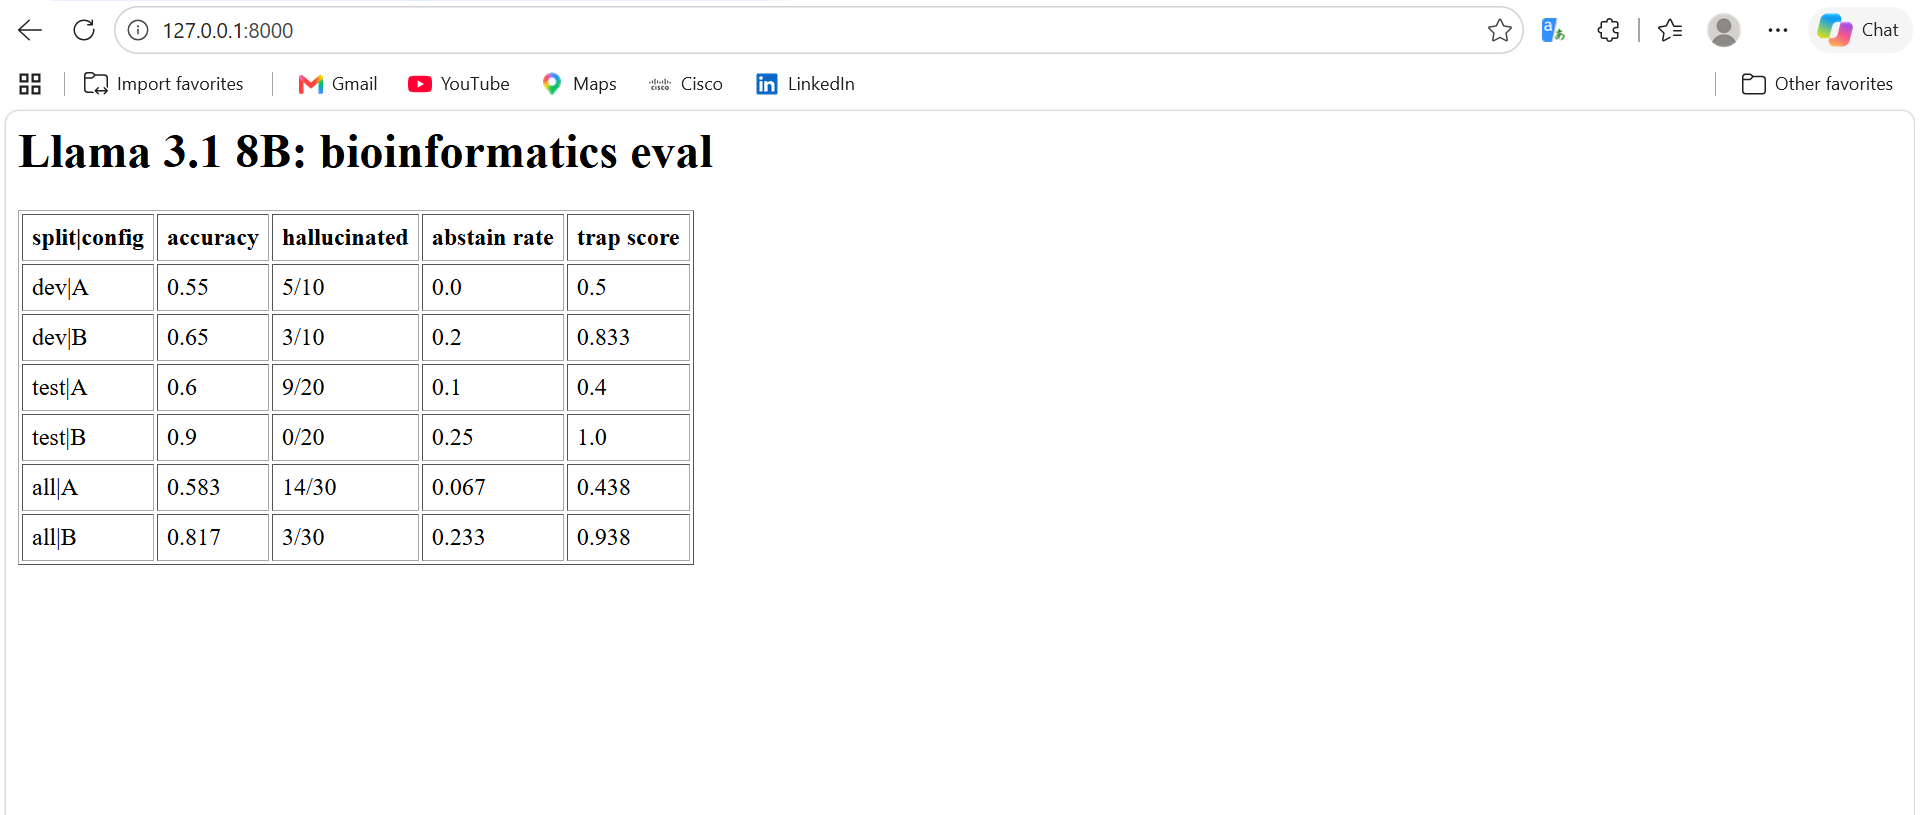 127.0.0.1:8000
Chat
Import favorites
Gmail
YouTube
Maps
Cisco
LinkedIn
Other favorites
Llama 3.1 8B: bioinformatics eval
split|config accuracy hallucinated abstain rate trap score
dev|A 0.55 5/10 0.0 0.5
dev|B 0.65 3/10 0.2 0.833
test|A 0.6 9/20 0.1 0.4
test|B 0.9 0/20 0.25 1.0
all|A 0.583 14/30 0.067 0.438
all|B 0.817 3/30 0.233 0.938